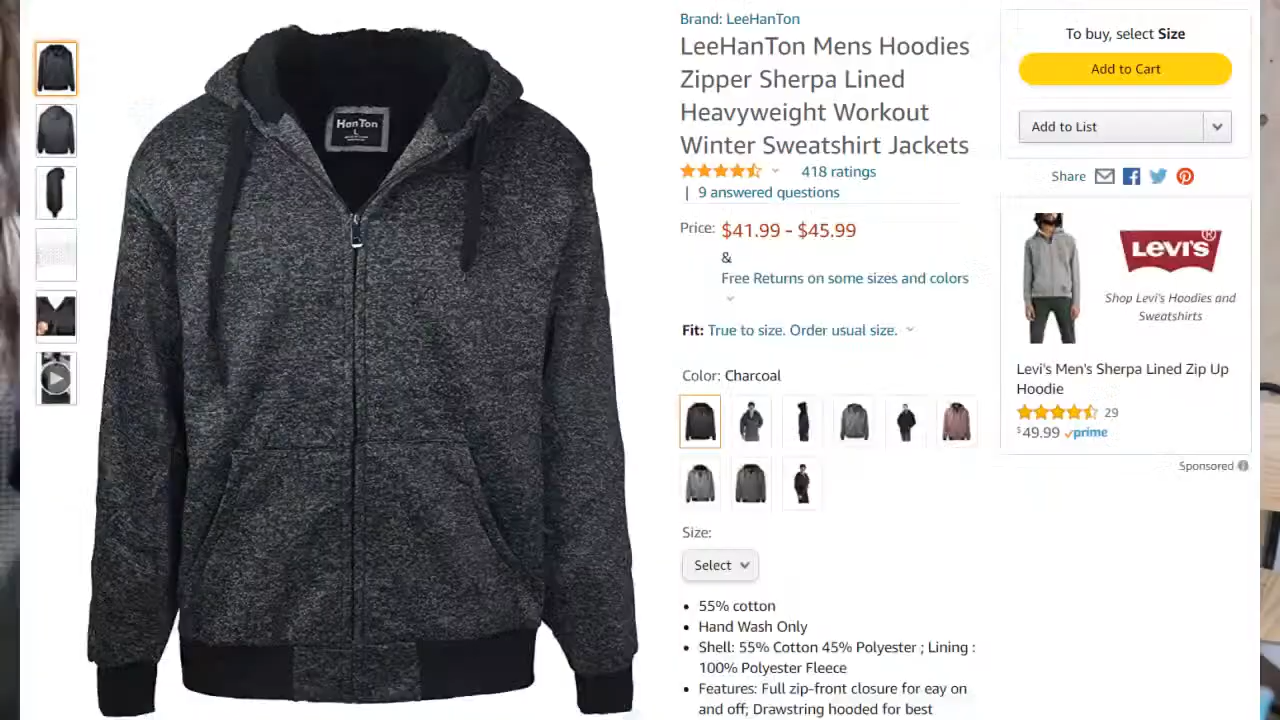 HanTon
L
Brand: LeeHanTon
LeeHanTon Mens Hoodies
Zipper Sherpa Lined
Heavyweight Workout
Winter Sweatshirt Jackets
418 ratings
| 9 answered questions
Price: $41.99 - $45.99
&
Free Returns on some sizes and colors
Fit: True to size. Order usual size.
Color: Charcoal
Size:
Select
• 55% cotton
• Hand Wash Only
• Shell: 55% Cotton 45% Polyester ; Lining :
100% Polyester Fleece
• Features: Full zip-front closure for eay on
and off; Drawstring hooded for best
To buy, select Size
Add to Cart
Add to List
Share
LEVI'S®
Shop Levi's Hoodies and
Sweatshirts
Levi's Men's Sherpa Lined Zip Up
Hoodie
29
$49.99 prime
Sponsored